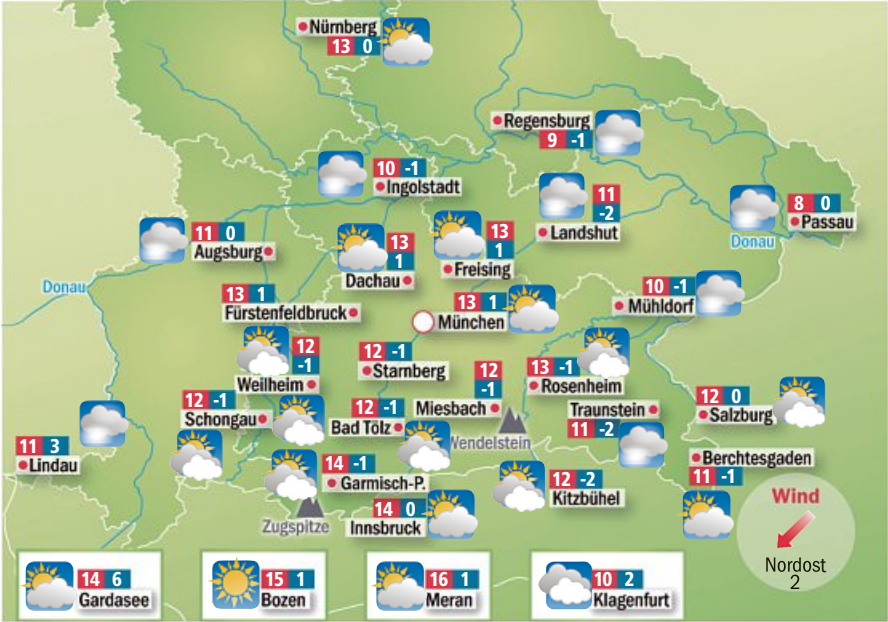 Nürnberg
13 0
Regensburg
9 -1
10 -1
Ingolstadt
11
-2
Landshut
8 0
Passau
Donau
11 0
Augsburg
13
1
Dachau
13
1
Freising
Donau
13 1
Fürstenfeldbruck
13 1
München
10 -1
Mühldorf
12
-1
Weilheim
12 -1
Starnberg
12
-1
Miesbach
13 -1
Rosenheim
12 -1
Schongau
12 -1
Bad Tölz
Traunstein
11 -2
12 0
Salzburg
Wendelstein
11 3
Lindau
14 -1
Garmisch-P.
12 -2
Kitzbühel
Berchtesgaden
11 -1
Zugspitze
14 0
Innsbruck
Wind
Nordost
2
14 6
Gardasee
15 1
Bozen
16 1
Meran
10 2
Klagenfurt